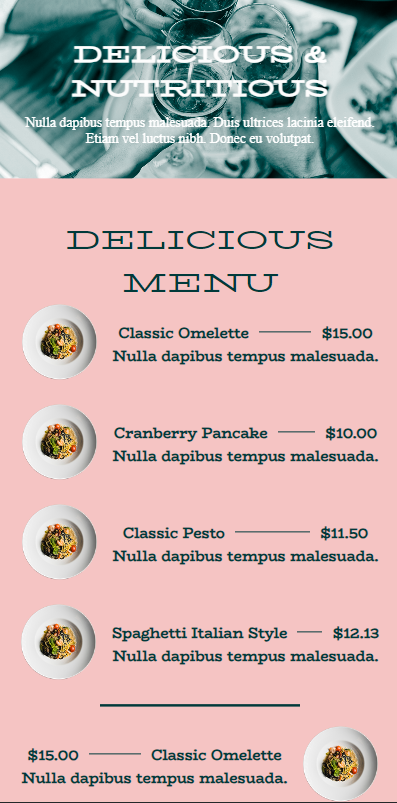 DELICIOUS &
NUTRITIOUS
Nulla dapibus tempus malesuada. Duis ultrices lacinia eleifend.
Etiam vel luctus nibh. Donec eu volutpat.
DELICIOUS
MENU
Classic Omelette $15.00
Nulla dapibus tempus malesuada.
Cranberry Pancake $10.00
Nulla dapibus tempus malesuada.
Classic Pesto $11.50
Nulla dapibus tempus malesuada.
Spaghetti Italian Style $12.13
Nulla dapibus tempus malesuada.
$15.00 Classic Omelette
Nulla dapibus tempus malesuada.